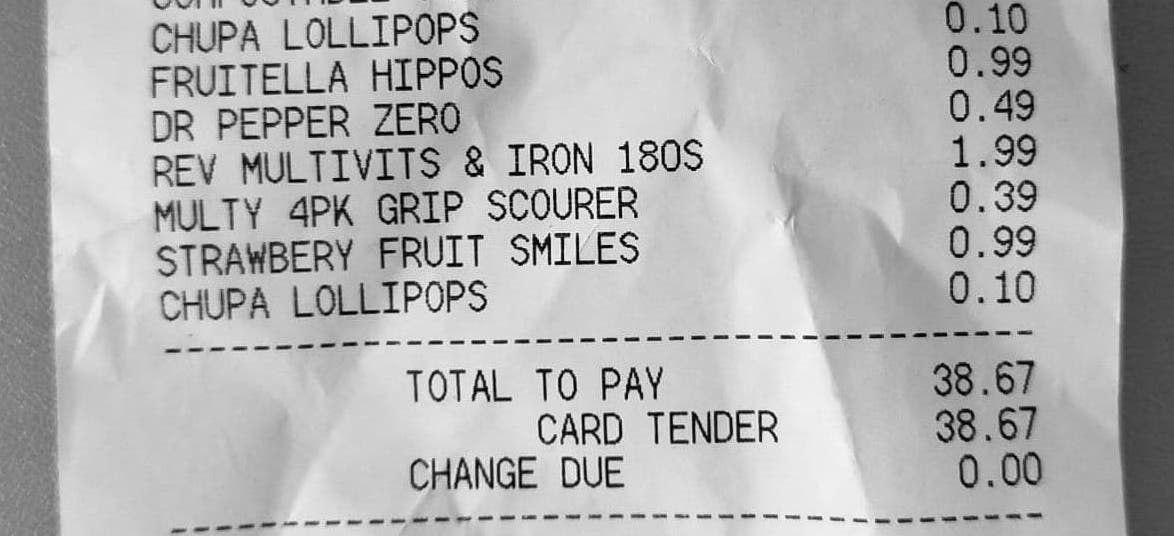 CHUPA LOLLIPOPS 0.10
FRUITELLA HIPPOS 0.99
DR PEPPER ZERO 0.49
REV MULTIVITS & IRON 180S 1.99
MULTY 4PK GRIP SCOURER 0.39
STRAWBERY FRUIT SMILES 0.99
CHUPA LOLLIPOPS 0.10
TOTAL TO PAY 38.67
CARD TENDER 38.67
CHANGE DUE 0.00